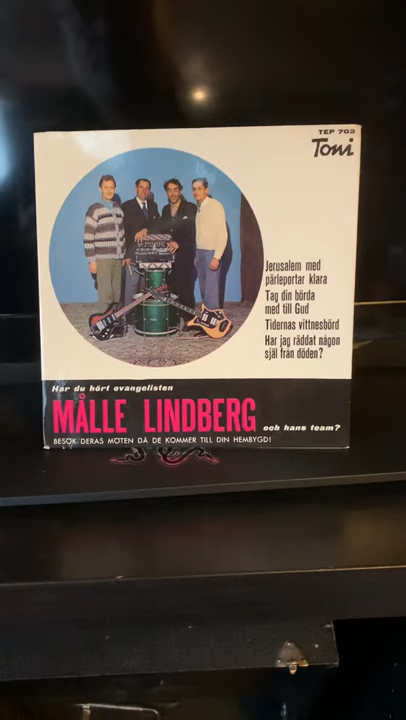 TEP 703
Toni
Jerusalem med
pärleportar klara
Tag din börda
med till Gud
Tidernas vittnesbörd
Har jag räddat någon
själ från döden?
Har du hört evangelisten
MÅLLE LINDBERG och hans team?
BESÖK DERAS MÖTEN DÅ DE KOMMER TILL DIN HEMBYGD!